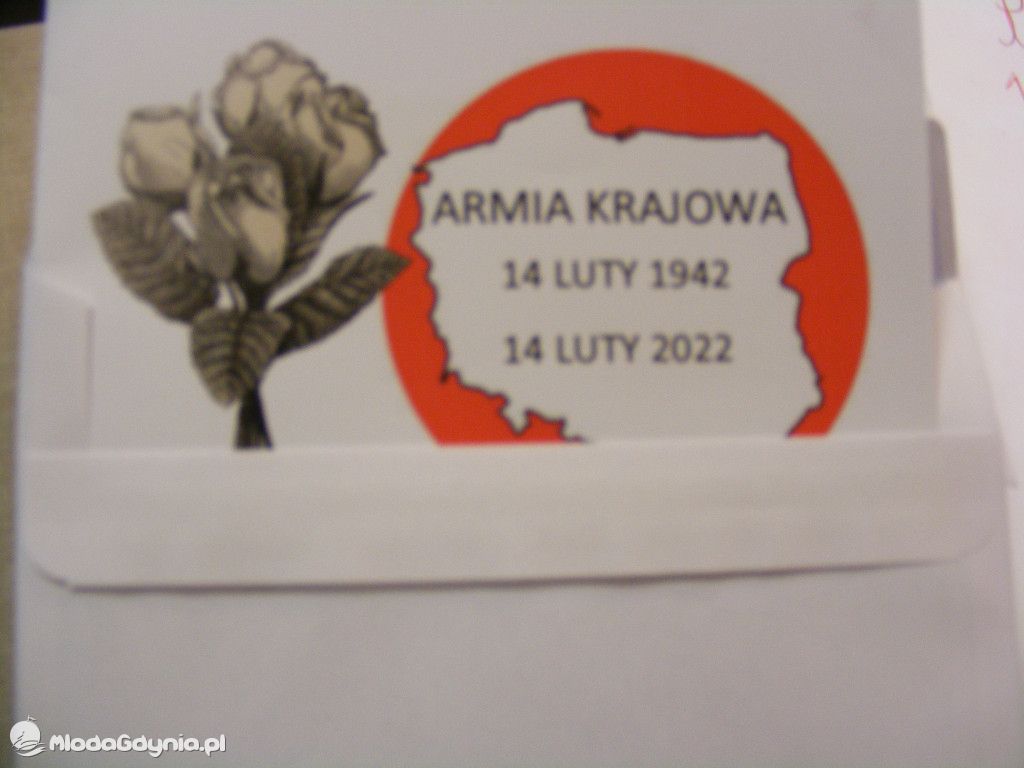 ARMIA KRAJOWA
14 LUTY 1942
14 LUTY 2022
MlodaGdynia.pl